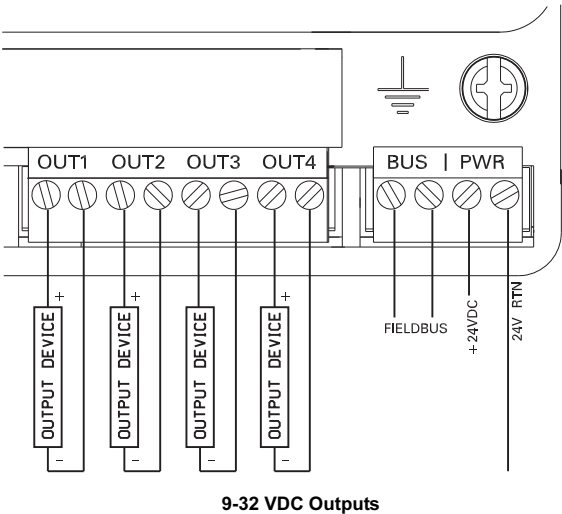 OUT1 OUT2 OUT3 OUT4
BUS | PWR
+
+
+
OUTPUT DEVICE
OUTPUT DEVICE
OUTPUT DEVICE
OUTPUT DEVICE
−
−
−
−
FIELDBUS
+24VDC
24V RTN
9-32 VDC Outputs